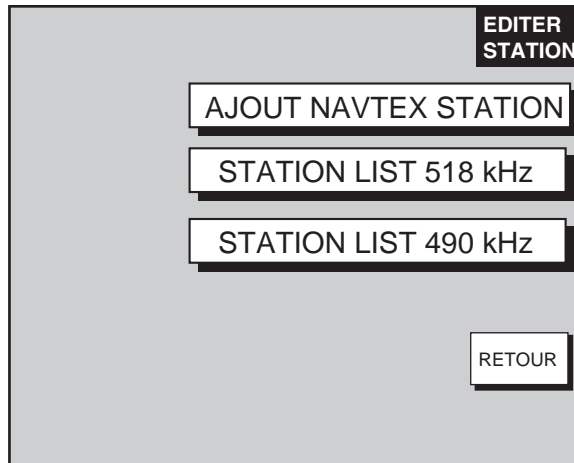 EDITER
STATION
AJOUT NAVTEX STATION
STATION LIST 518 kHz
STATION LIST 490 kHz
RETOUR